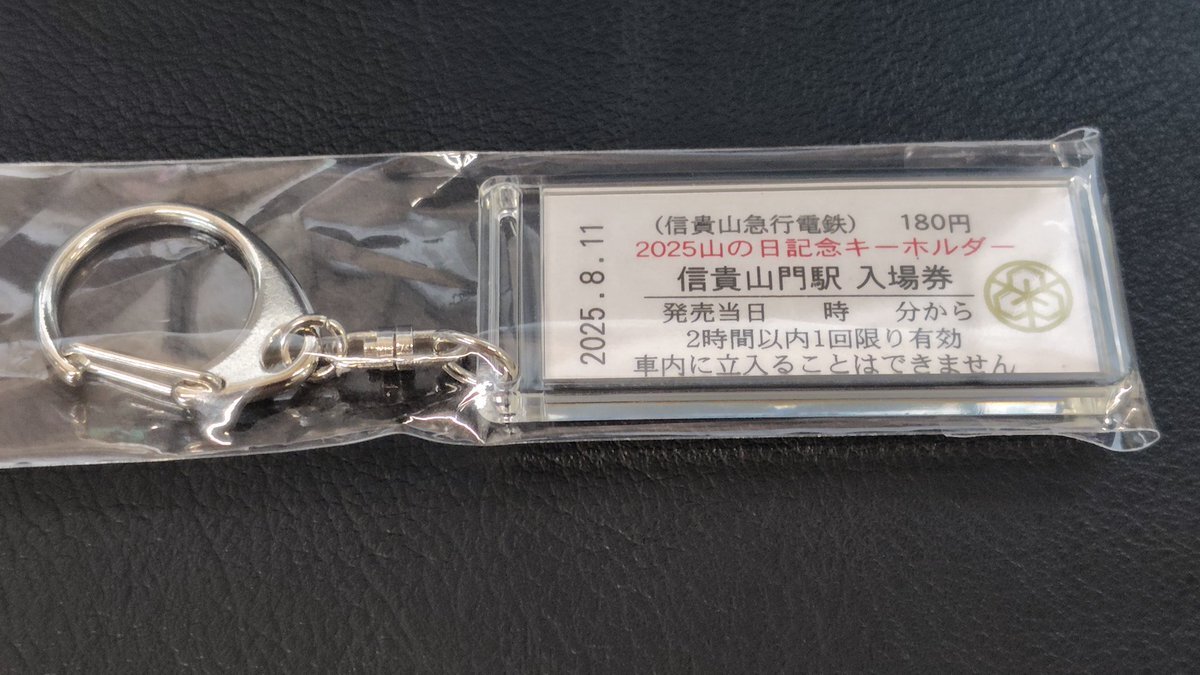 2025.8.11
(信貴山急行電鉄) 180円
2025山の日記念キーホルダー
信貴山門駅 入場券
発売当日 時 分から
2時間以内1回限り有効
車内に立入ることはできません